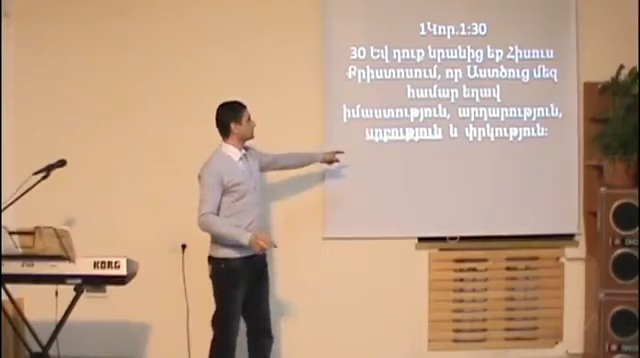 1Կոր.1:30
30 Եվ դուք նրանից եք Հիսուս
Քրիստոսում, որ Աստծուց մեզ
համար եղավ
իմաստություն, արդարություն,
սրբություն և փրկություն:
KORG